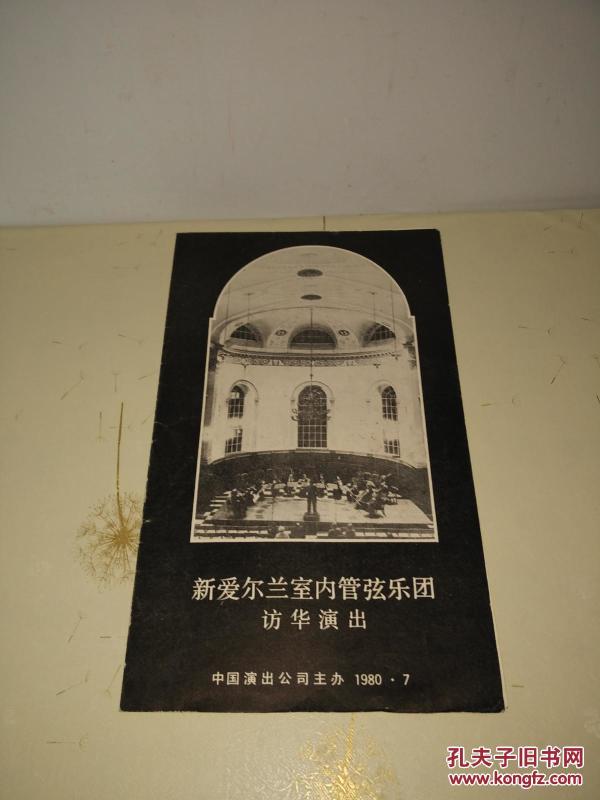 新爱尔兰室内管弦乐团
访华演出
中国演出公司主办 1980·7
孔夫子旧书网
www.kongfz.com